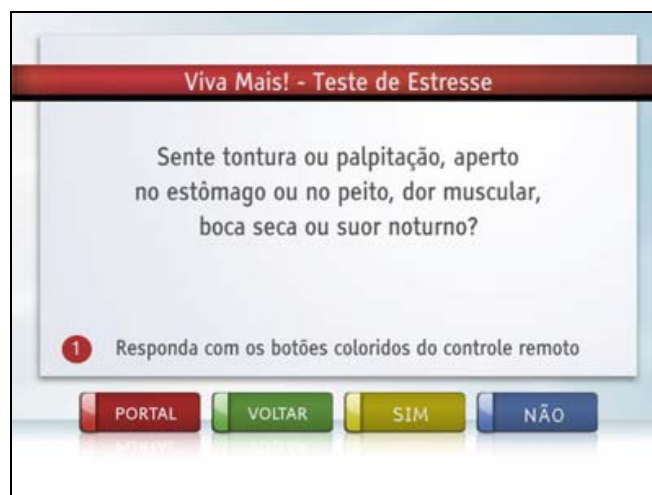 Viva Mais! - Teste de Estresse
Sente tontura ou palpitação, aperto
no estômago ou no peito, dor muscular,
boca seca ou suor noturno?
1 Responda com os botões coloridos do controle remoto
PORTAL VOLTAR SIM NÃO